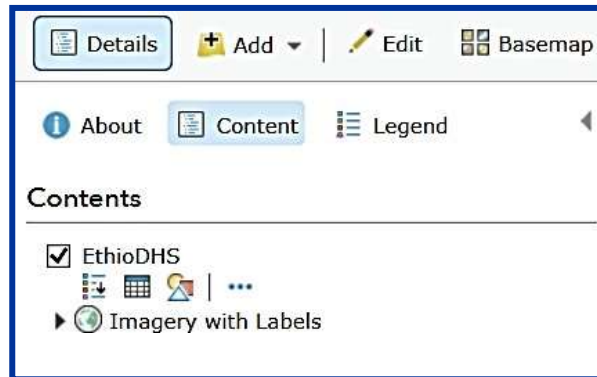 Details Add Edit Basemap
About Content Legend
Contents
EthioDHS
Imagery with Labels